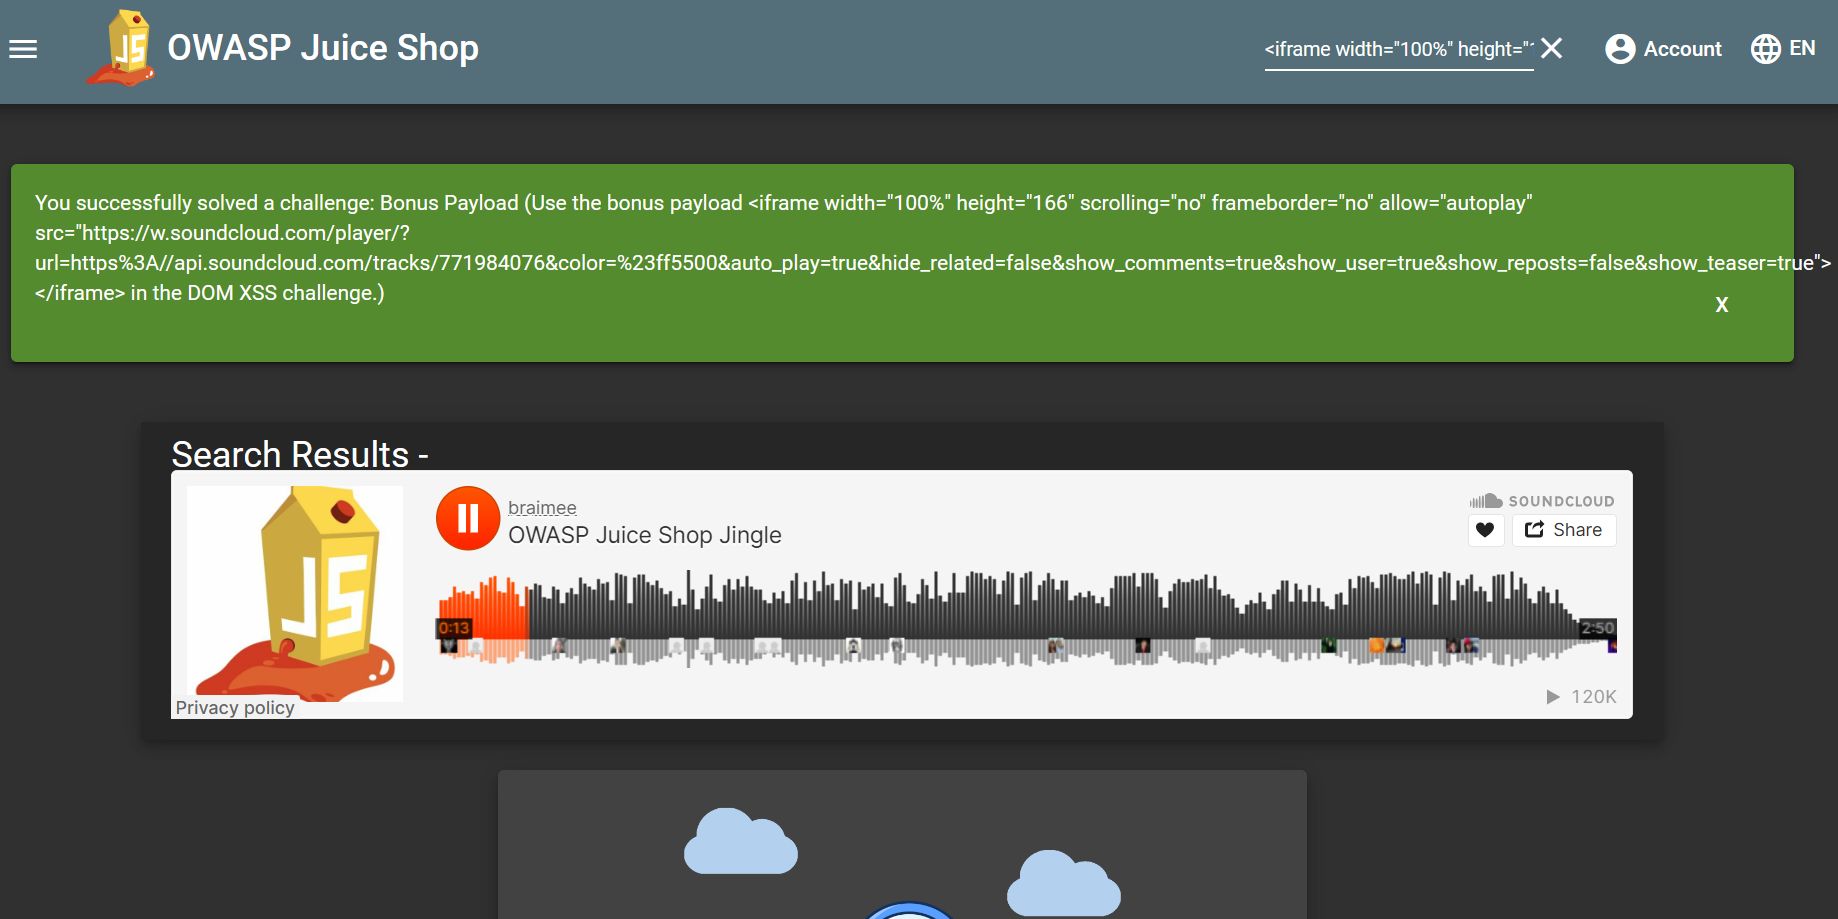 OWASP Juice Shop
<iframe width="100%" height="1
Account
EN
You successfully solved a challenge: Bonus Payload (Use the bonus payload <iframe width="100%" height="166" scrolling="no" frameborder="no" allow="autoplay"
src="https://w.soundcloud.com/player/?
url=https%3A//api.soundcloud.com/tracks/771984076&color=%23ff5500&auto_play=true&hide_related=false&show_comments=true&show_user=true&show_reposts=false&show_teaser=true">
</iframe> in the DOM XSS challenge.)
X
Search Results -
braimee
OWASP Juice Shop Jingle
SOUNDCLOUD
Share
JS
0:13
2:50
Privacy policy
120K